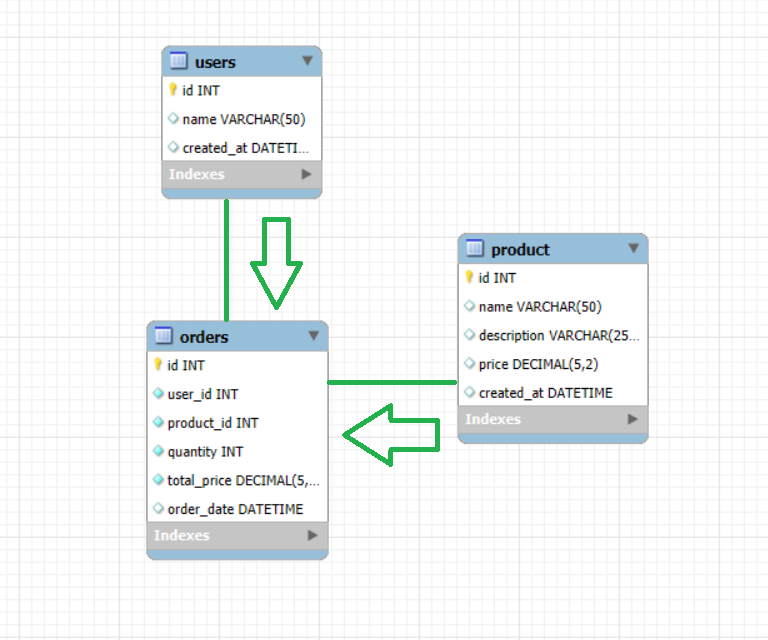 users
id INT
name VARCHAR(50)
created_at DATETI...
Indexes
product
id INT
name VARCHAR(50)
description VARCHAR(25...
price DECIMAL(5,2)
created_at DATETIME
Indexes
orders
id INT
user_id INT
product_id INT
quantity INT
total_price DECIMAL(5,...
order_date DATETIME
Indexes